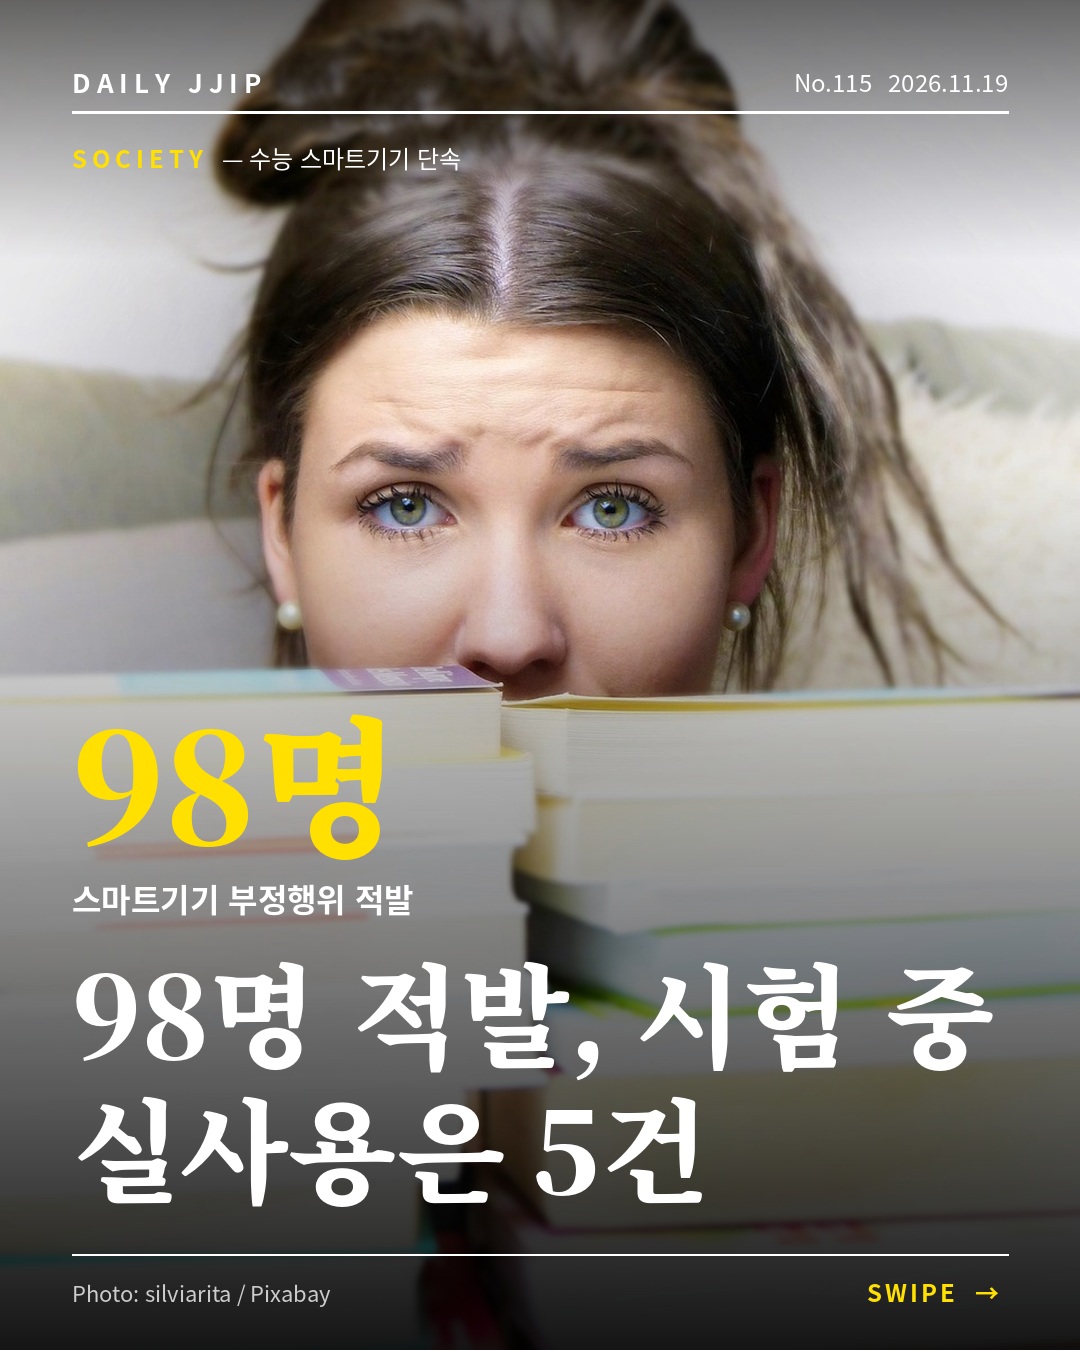 DAILY JJIP
No.115 2026.11.19
SOCIETY — 수능 스마트기기 단속
98명
스마트기기 부정행위 적발
98명 적발, 시험 중
실사용은 5건
Photo: silviarita / Pixabay
SWIPE →